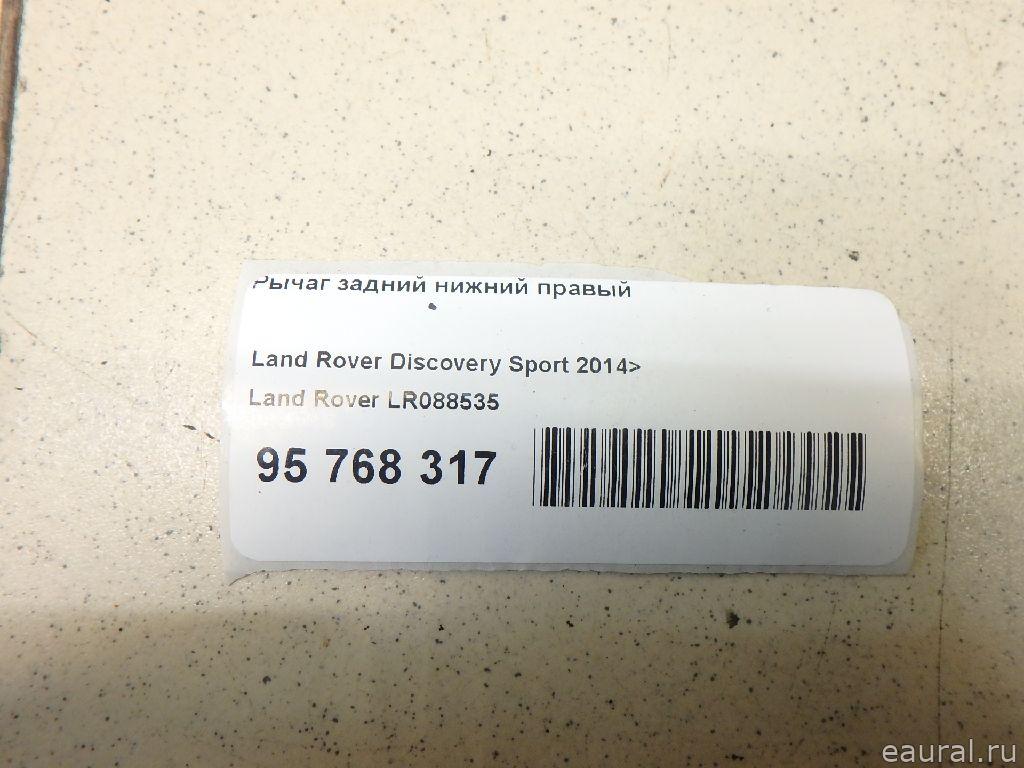 Рычаг задний нижний правый
Land Rover Discovery Sport 2014>
Land Rover LR088535
95 768 317
eaural.ru